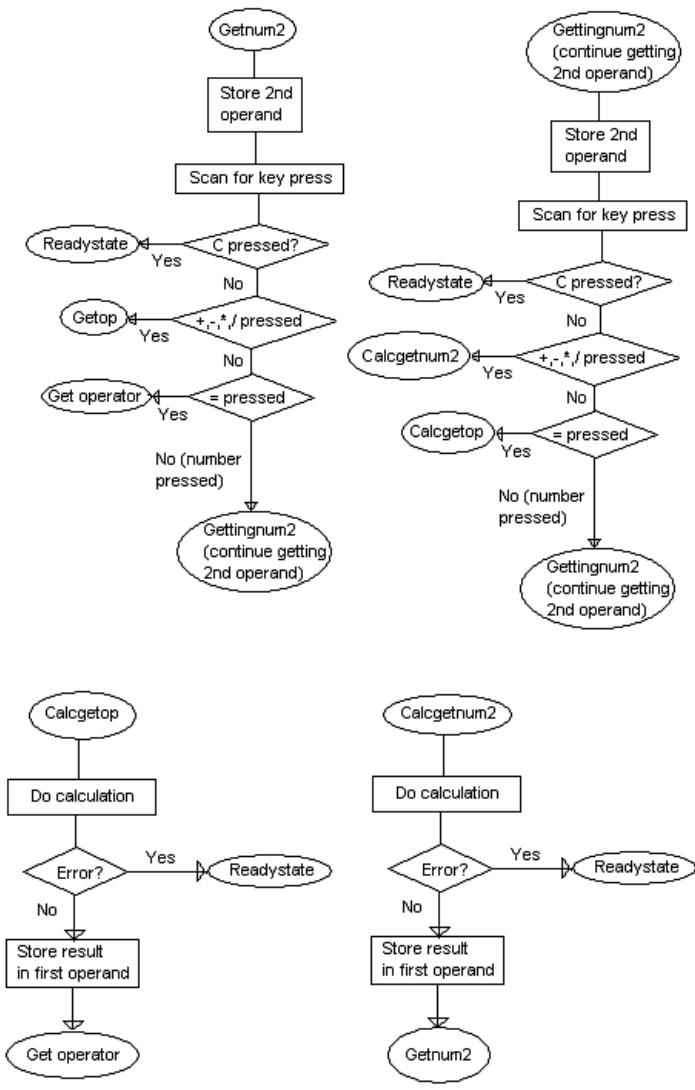 Getnum2
Store 2nd
operand
Scan for key press
C pressed?
Readystate
Yes
No
+,-,*,/ pressed
Getop
Yes
No
= pressed
Get operator
Yes
No (number
pressed)
Gettingnum2
(continue getting
2nd operand)
Gettingnum2
(continue getting
2nd operand)
Store 2nd
operand
Scan for key press
C pressed?
Readystate
Yes
No
+,-,*,/ pressed
Calcgetnum2
Yes
No
= pressed
Calcgetop
Yes
No (number
pressed)
Gettingnum2
(continue getting
2nd operand)
Calcgetop
Do calculation
Error?
Yes
Readystate
No
Store result
in first operand
Get operator
Calcgetnum2
Do calculation
Error?
Yes
Readystate
No
Store result
in first operand
Getnum2